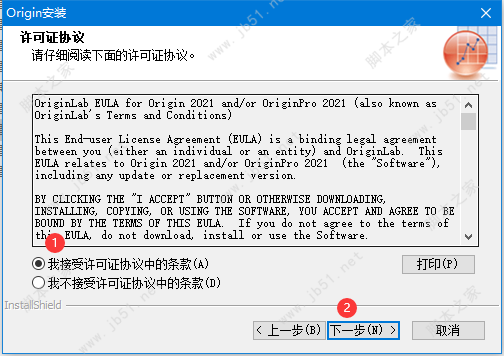 Origin安装
许可证协议
请仔细阅读下面的许可证协议。
OriginLab EULA for Origin 2021 and/or OriginPro 2021 (also known as
OriginLab's Terms and Conditions)
This End-user License Agreement (EULA) is a binding legal agreement
between you (either an individual or an entity) and OriginLab.  This
EULA relates to Origin 2021 and/or OriginPro 2021  (the "Software"),
including any update or replacement version.
BY CLICKING THE "I ACCEPT" BUTTON OR OTHERWISE DOWNLOADING,
INSTALLING, COPYING, OR USING THE SOFTWARE, YOU ACCEPT AND AGREE TO BE
BOUND BY THE TERMS OF THIS EULA.  If you do not agree to the terms of
this EULA, do not download, install or use the Software.
1
我接受许可证协议中的条款(A)
打印(P)
我不接受许可证协议中的条款(D)
InstallShield
2
< 上一步(B)
下一步(N) >
取消
www.jb51.net
脚本之家